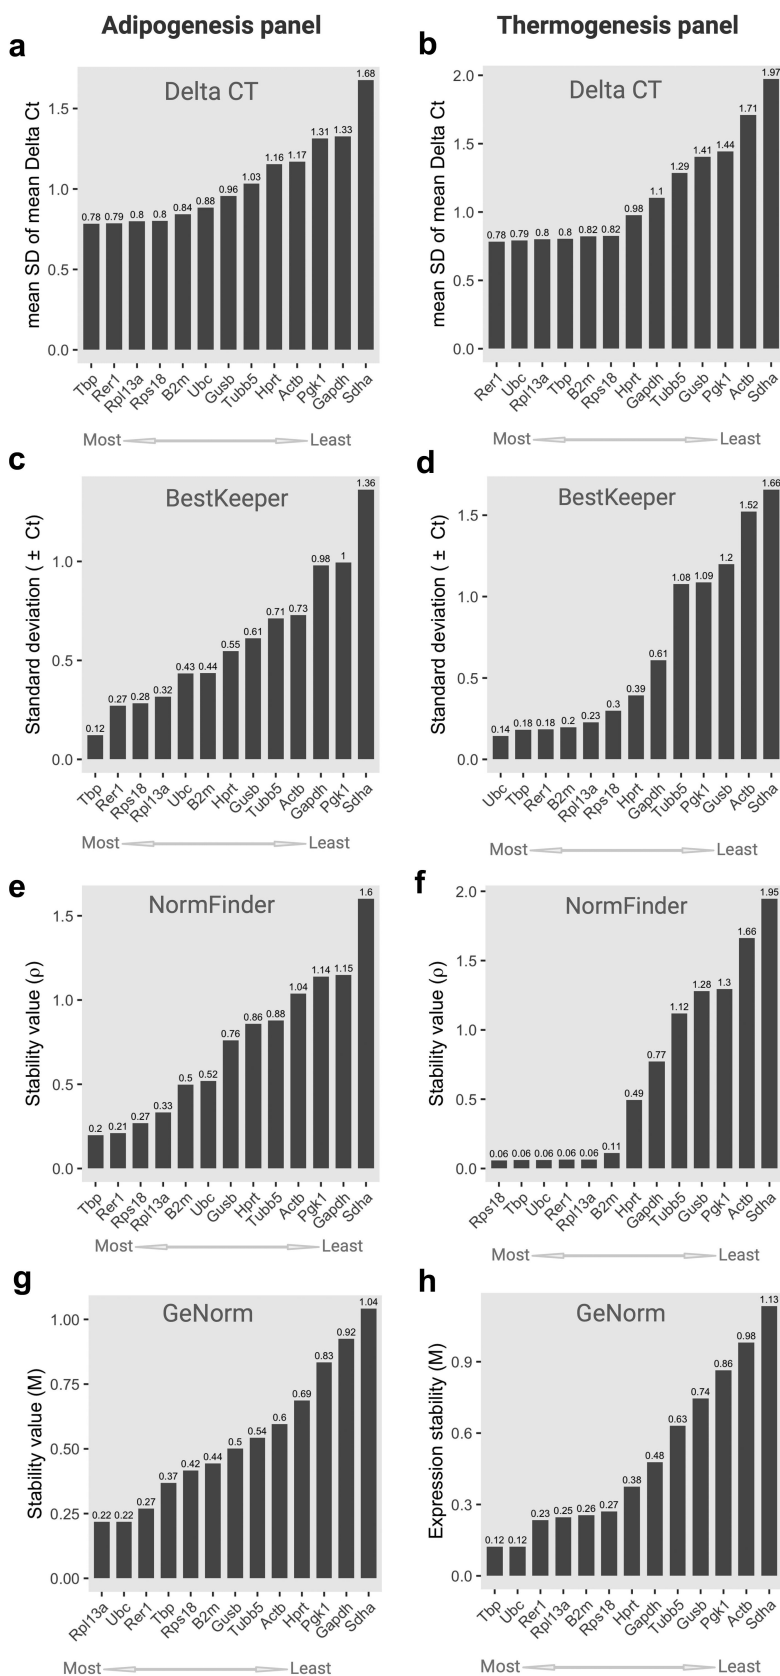 Adipogenesis panel
Thermogenesis panel
a
Delta CT
mean SD of mean Delta Ct
1.5
1.0
0.5
0.0
0.78 0.79 0.8 0.8 0.84 0.88 0.96 1.03 1.16 1.17 1.31 1.33 1.68
Tbp Rer1 Rpl13a Rps18 B2m Ubc Gusb Tubb5 Hprt Actb Pgk1 Gapdh Sdha
Most Least
b
Delta CT
mean SD of mean Delta Ct
2.0
1.5
1.0
0.5
0.0
0.78 0.79 0.8 0.8 0.82 0.82 0.98 1.1 1.29 1.41 1.44 1.71 1.97
Rer1 Ubc Rpl13a Tbp B2m Rps18 Hprt Gapdh Tubb5 Gusb Pgk1 Actb Sdha
Most Least
c
BestKeeper
Standard deviation ( ± Ct)
1.0
0.5
0.0
0.12 0.27 0.28 0.32 0.43 0.44 0.55 0.61 0.71 0.73 0.98 1 1.36
Tbp Rer1 Rps18 Rpl13a Ubc B2m Hprt Gusb Tubb5 Actb Gapdh Pgk1 Sdha
Most Least
d
BestKeeper
Standard deviation ( ± Ct)
1.5
1.0
0.5
0.0
0.14 0.18 0.18 0.2 0.23 0.3 0.39 0.61 1.08 1.09 1.2 1.52 1.66
Ubc Tbp Rer1 B2m Rpl13a Rps18 Hprt Gapdh Tubb5 Pgk1 Gusb Actb Sdha
Most Least
e
NormFinder
Stability value (ρ)
1.5
1.0
0.5
0.0
0.2 0.21 0.27 0.33 0.5 0.52 0.76 0.86 0.88 1.04 1.14 1.15 1.6
Tbp Rer1 Rps18 Rpl13a B2m Ubc Gusb Hprt Tubb5 Actb Pgk1 Gapdh Sdha
Most Least
f
NormFinder
Stability value (ρ)
2.0
1.5
1.0
0.5
0.0
0.06 0.06 0.06 0.06 0.06 0.11 0.49 0.77 1.12 1.28 1.3 1.66 1.95
Rps18 Tbp Ubc Rer1 Rpl13a B2m Hprt Gapdh Tubb5 Gusb Pgk1 Actb Sdha
Most Least
g
GeNorm
Stability value (M)
1.00
0.75
0.50
0.25
0.00
0.22 0.22 0.27 0.37 0.42 0.44 0.5 0.54 0.6 0.69 0.83 0.92 1.04
Rpl13a Ubc Rer1 Tbp Rps18 B2m Gusb Tubb5 Actb Hprt Pgk1 Gapdh Sdha
Most Least
h
GeNorm
Expression stability (M)
0.9
0.6
0.3
0.0
0.12 0.12 0.23 0.25 0.26 0.27 0.38 0.48 0.63 0.74 0.86 0.98 1.13
Tbp Ubc Rer1 Rpl13a B2m Rps18 Hprt Gapdh Tubb5 Gusb Pgk1 Actb Sdha
Most Least